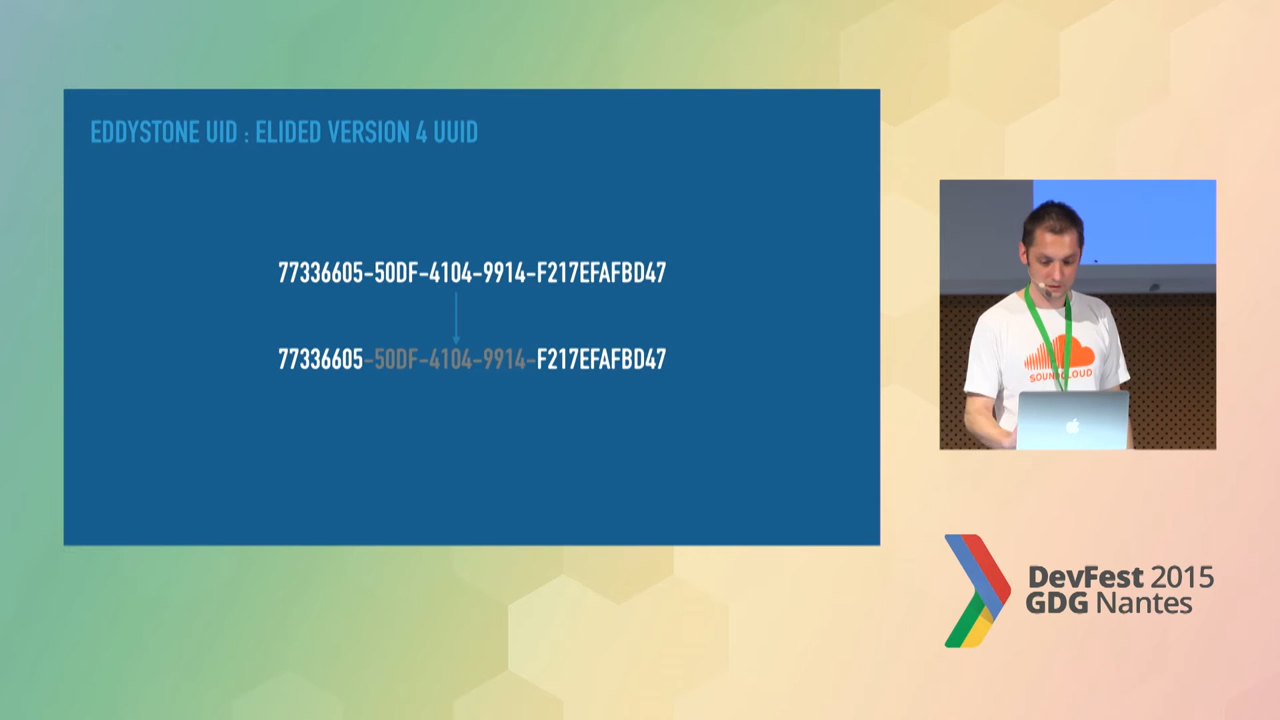 EDDYSTONE UID : ELIDED VERSION 4 UUID
77336605-50DF-4104-9914-F217EFAFBD47
77336605-50DF-4104-9914-F217EFAFBD47
SOUNDCLOUD
DevFest 2015
GDG Nantes